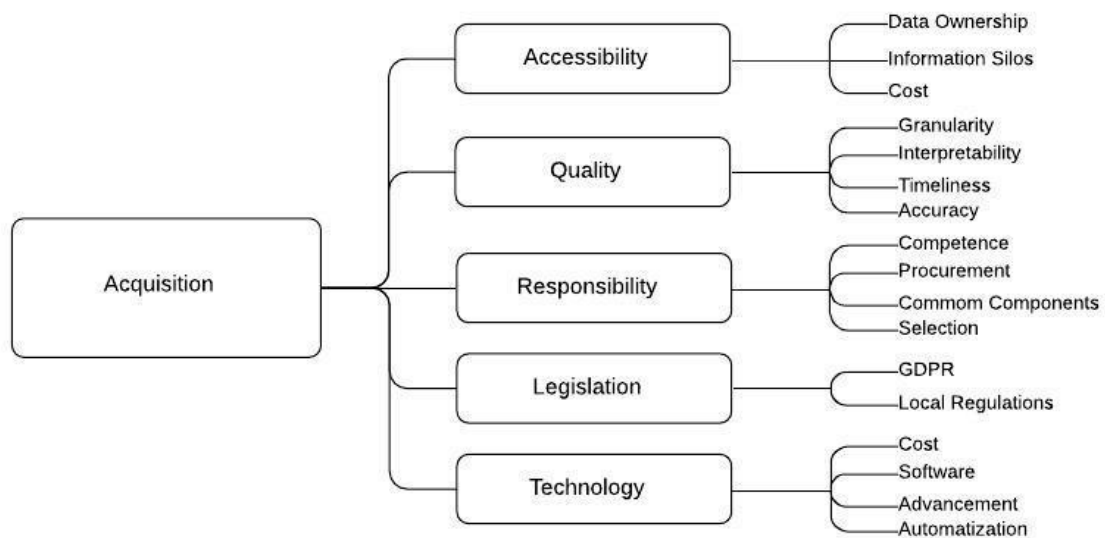 Acquisition
Accessibility
Data Ownership
Information Silos
Cost
Quality
Granularity
Interpretability
Timeliness
Accuracy
Responsibility
Competence
Procurement
Commom Components
Selection
Legislation
GDPR
Local Regulations
Technology
Cost
Software
Advancement
Automatization